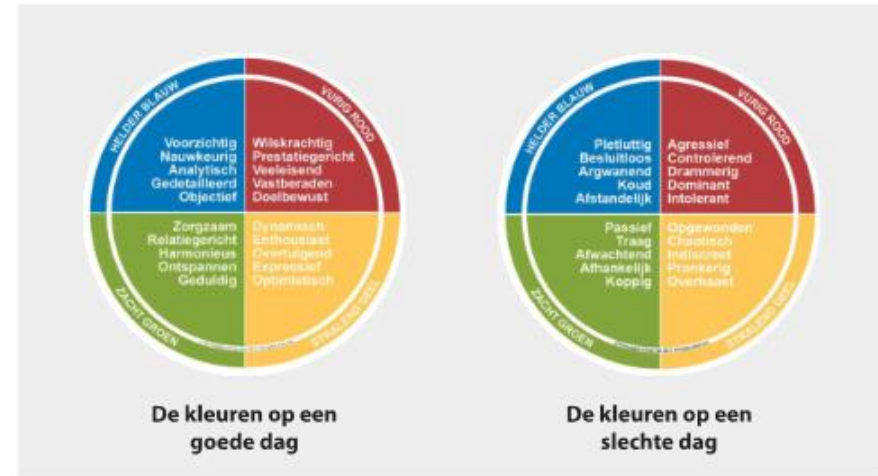 HELDER BLAUW
VURIG ROOD
Voorzichtig
Nauwkeurig
Analytisch
Gedetailleerd
Objectief
Wilskrachtig
Prestatiegericht
Veeleisend
Vastberaden
Doelbewust
Zorgzaam
Relatiegericht
Harmonieus
Ontspannen
Geduldig
Dynamisch
Enthousiast
Overtuigend
Expressief
Optimistisch
ZACHT GROEN
STRALEND GEEL
De kleuren op een
goede dag
HELDER BLAUW
VURIG ROOD
Pietluttig
Besluitloos
Argwanend
Koud
Afstandelijk
Agressief
Controlerend
Drammerig
Dominant
Intolerant
Passief
Traag
Afwachtend
Afhankelijk
Koppig
Opgewonden
Chaotisch
Indiscreet
Pronkerig
Overhaast
ZACHT GROEN
STRALEND GEEL
De kleuren op een
slechte dag